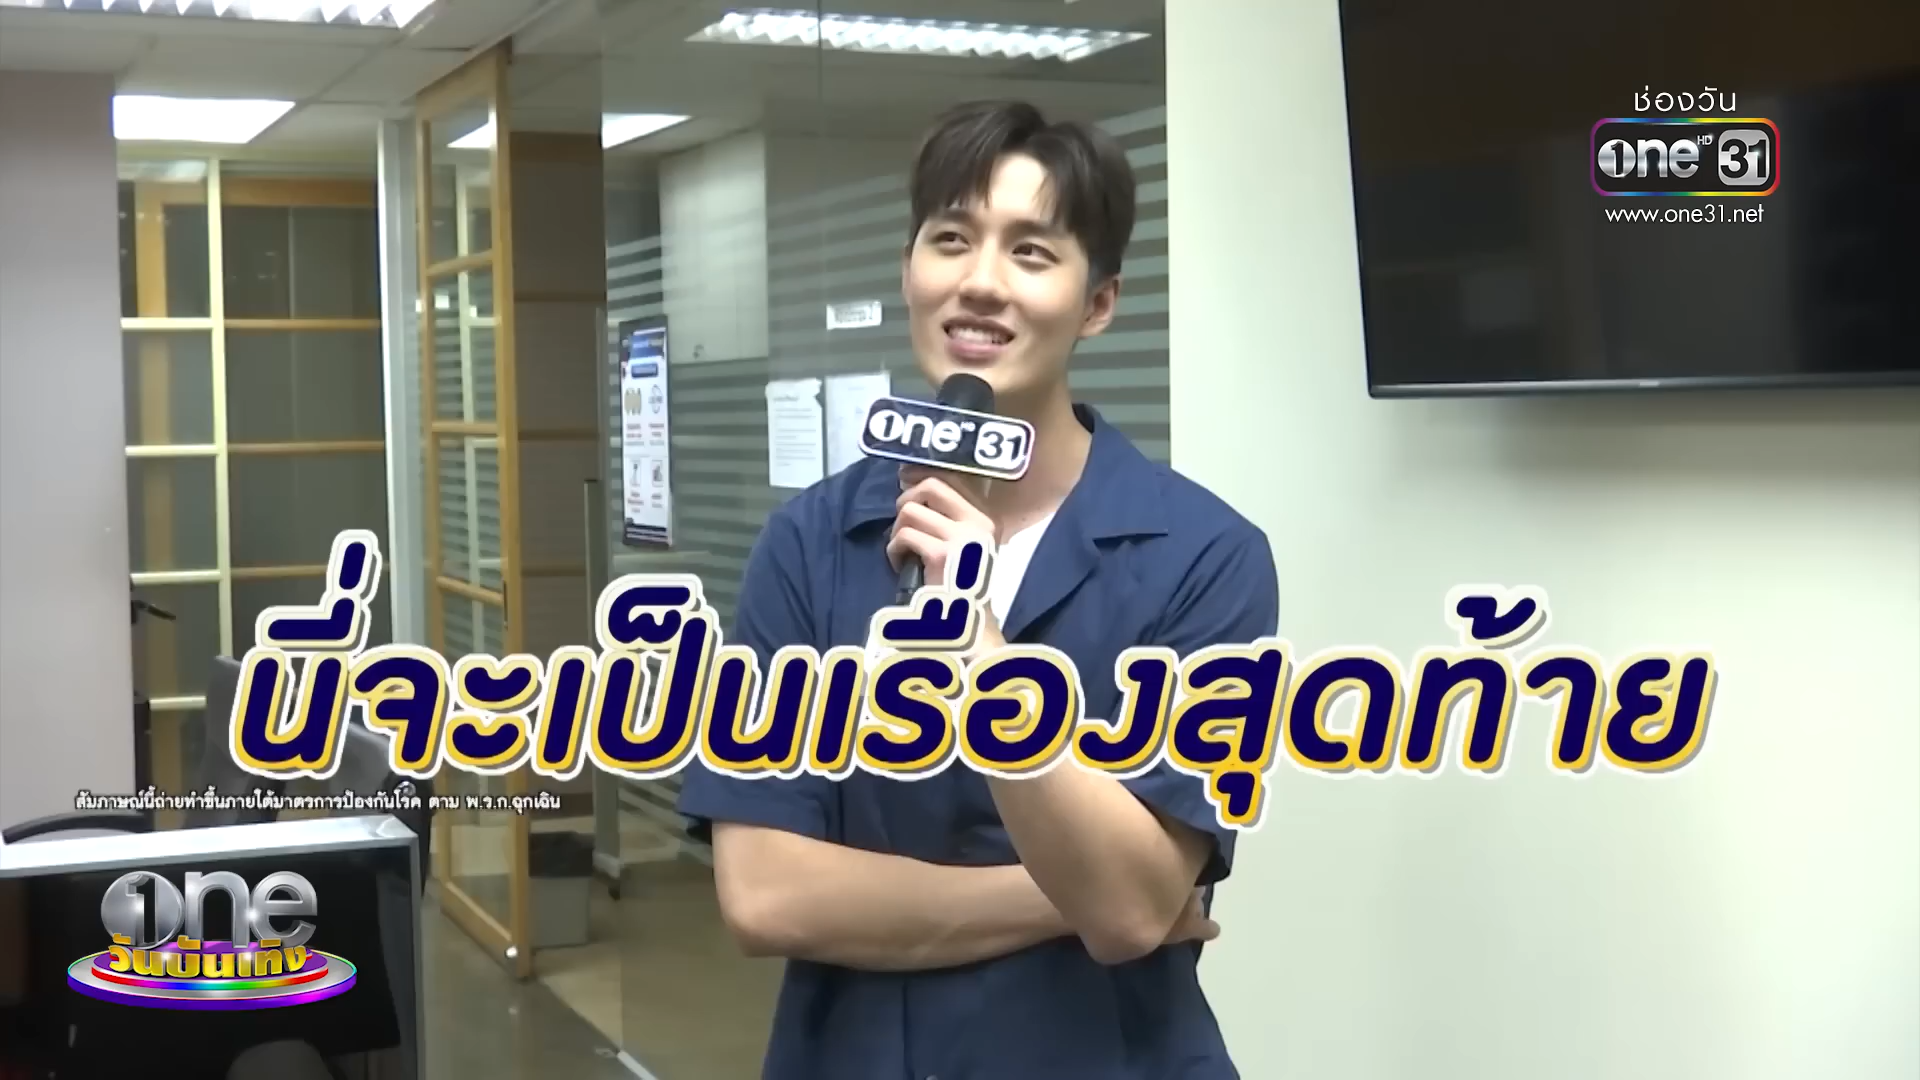 ช่องวัน
one HD 31
www.one31.net
one HD 31
นี่จะเป็นเรื่องสุดท้าย
สัมภาษณ์นี้ถ่ายทำขึ้นภายใต้มาตรการป้องกันโรค ตาม พ.ร.ก.ฉุกเฉิน
one
วันบันเทิง